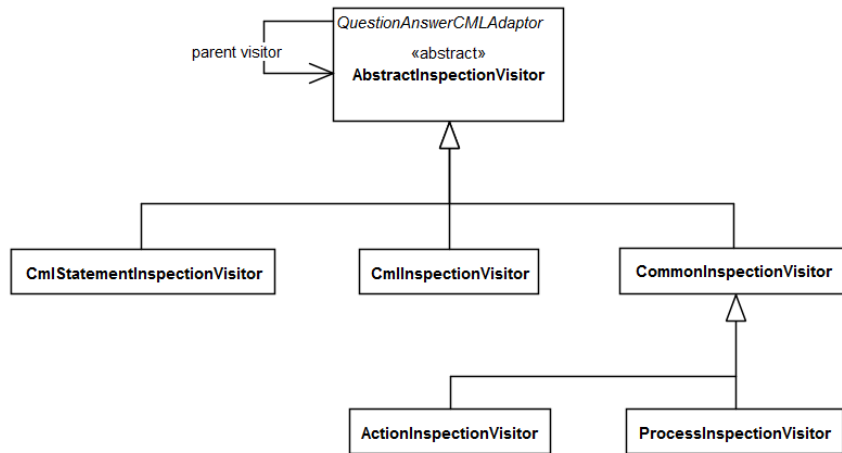 QuestionAnswerCMLAdaptor
parent visitor
«abstract»
AbstractInspectionVisitor
CmlStatementInspectionVisitor
CmlInspectionVisitor
CommonInspectionVisitor
ActionInspectionVisitor
ProcessInspectionVisitor